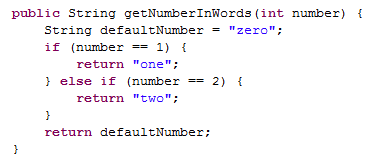 public String getNumberInWords(int number) {
    String defaultNumber = "zero";
    if (number == 1) {
        return "one";
    } else if (number == 2) {
        return "two";
    }
    return defaultNumber;
}